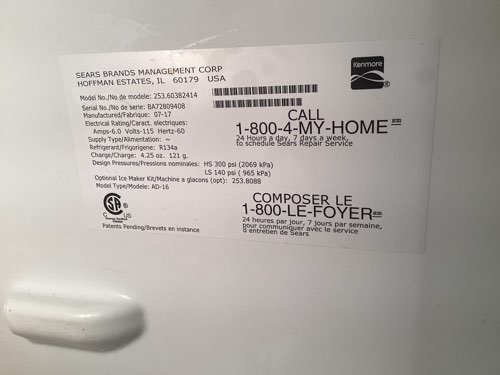 SEARS BRANDS MANAGEMENT CORP
HOFFMAN ESTATES, IL 60179 USA
Model No./No de modele: 253.60382414
Serial No./No de serie: BA72809408
Manufactured/Fabrique: 07-17
Electrical Rating/Caract. electriques:
Amps-6.0 Volts-115 Hertz-60
Supply Type/Alimentation: ~
Refrigerant/Frigorigene: R134a
Charge/Charge: 4.25 oz. 121 g.
Design Pressures/Pressions nominales: HS 300 psi (2069 kPa)
LS 140 psi ( 965 kPa)
Optional Ice Maker Kit/Machine a glacons (opt): 253.8088
Model Type/Modele: AD-16
CSA
C US
Patents Pending/Brevets en instance
Kenmore
®
CALL
1-800-4-MY-HOME SM
24 Hours a day, 7 days a week,
to schedule Sears Repair Service
COMPOSER LE
1-800-LE-FOYER
24 heures par jour, 7 jours par semaine,
pour communiquer avec le service
d entretien de Sears